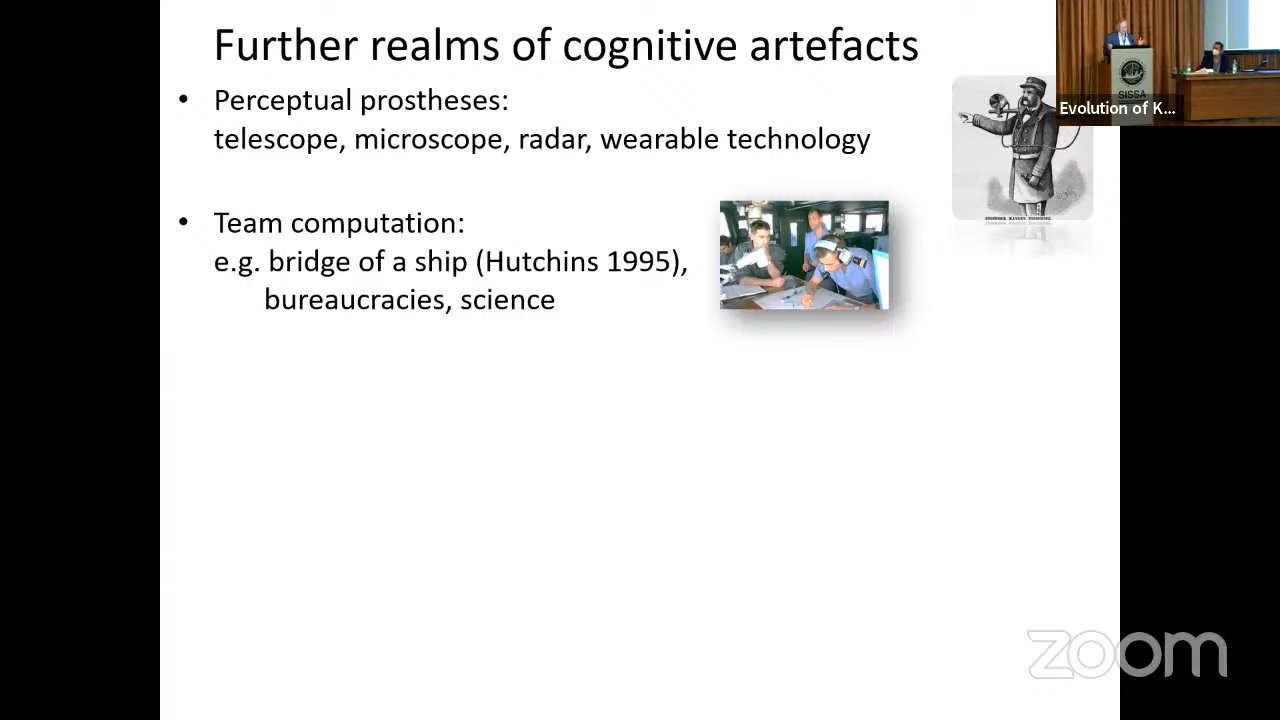 Further realms of cognitive artefacts
• Perceptual prostheses:
telescope, microscope, radar, wearable technology
• Team computation:
e.g. bridge of a ship (Hutchins 1995),
bureaucracies, science
SISSA
Evolution of K...
zoom